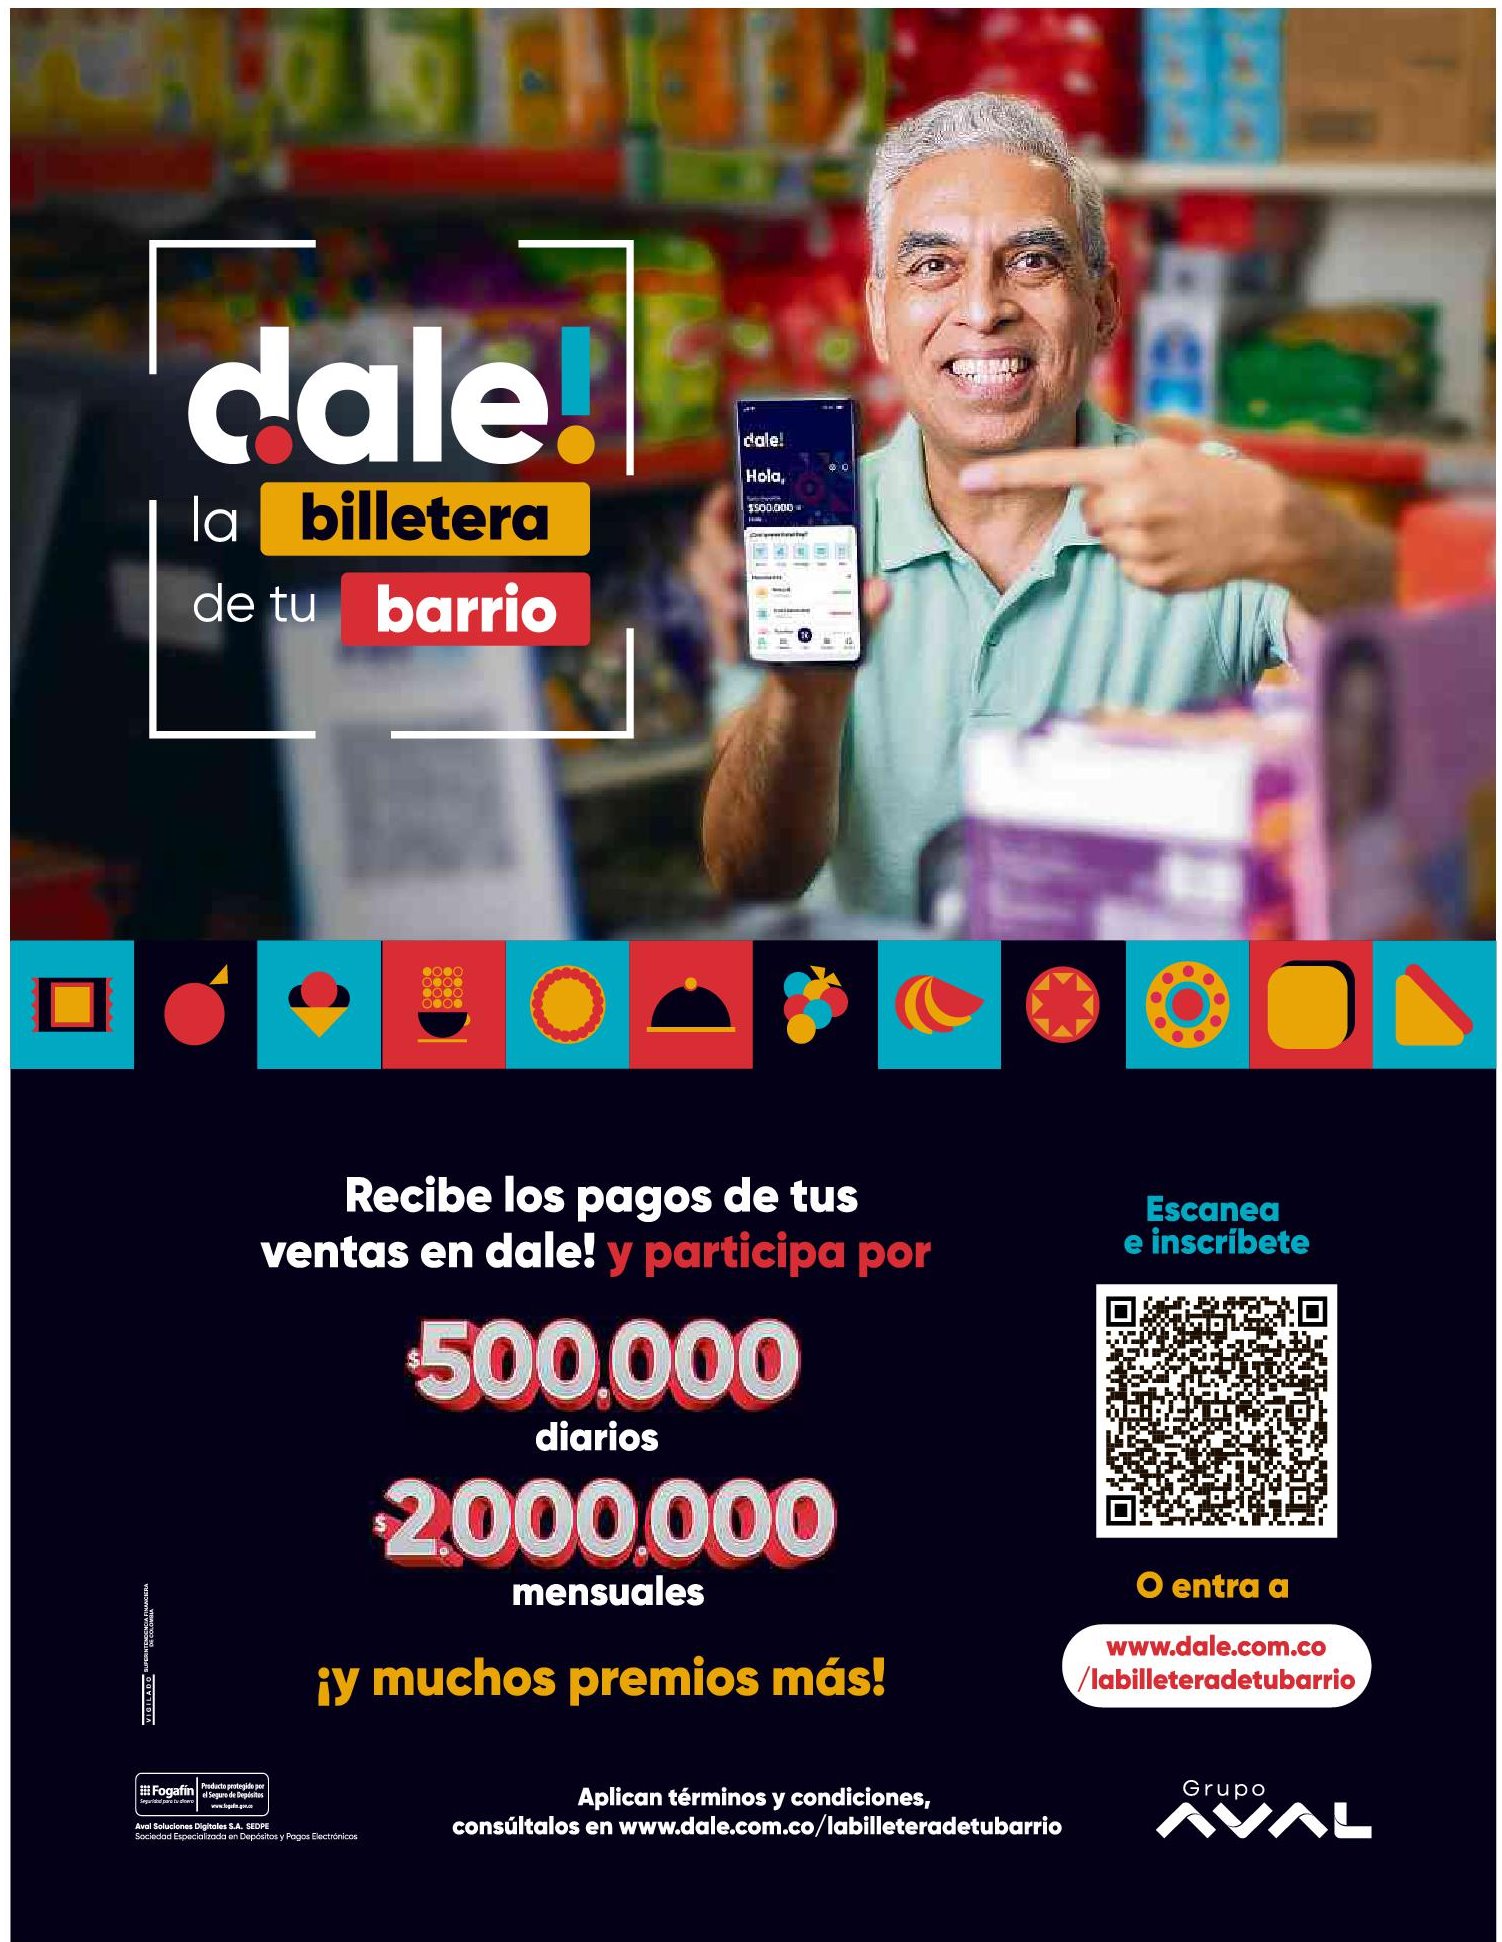 dale!
la billetera
de tu barrio
dale!
Hola,
$500.000
Recibe los pagos de tus
ventas en dale! y participa por
$500.000
diarios
$2.000.000
mensuales
¡y muchos premios más!
Escanea
e inscríbete
O entra a
www.dale.com.co
/labilleteradetubarrio
VIGILADO SUPERINTENDENCIA FINANCIERA
DE COLOMBIA
Fogafín
Seguridad para tu dinero
Producto protegido por
el Seguro de Depósitos
www.fogafin.gov.co
Aval Soluciones Digitales S.A. SEDPE
Sociedad Especializada en Depósitos y Pagos Electrónicos
Aplican términos y condiciones,
consúltalos en www.dale.com.co/labilleteradetubarrio
Grupo
AVAL